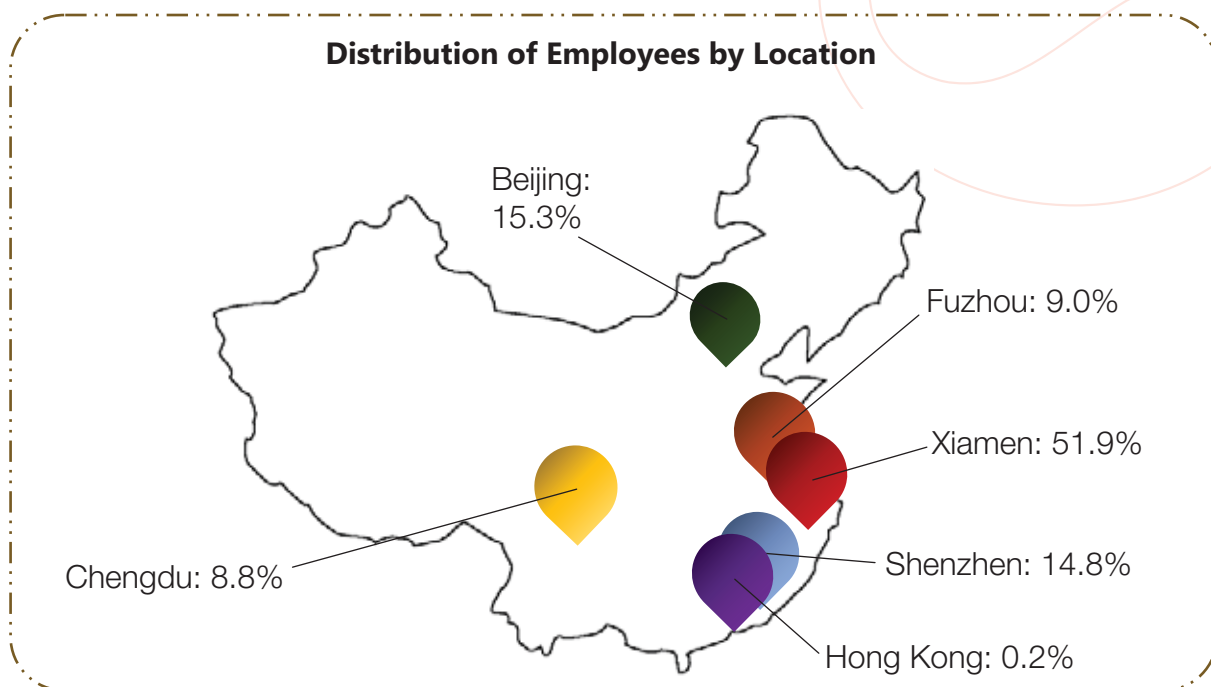 Distribution of Employees by Location
Beijing:
15.3%
Fuzhou: 9.0%
Xiamen: 51.9%
Chengdu: 8.8%
Shenzhen: 14.8%
Hong Kong: 0.2%